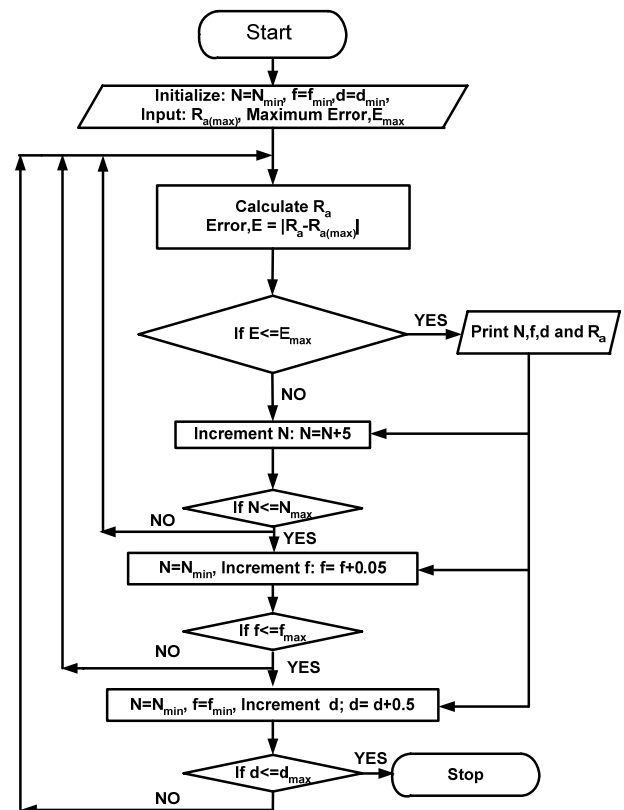 Start
Initialize: N=Nmin, f=fmin,d=dmin,
Input: Ra(max), Maximum Error,Emax
Calculate Ra
Error,E = |Ra-Ra(max)|
If E<=Emax
YES
Print N,f,d and Ra
NO
Increment N: N=N+5
If N<=Nmax
NO
YES
N=Nmin, Increment f: f= f+0.05
If f<=fmax
NO
YES
N=Nmin, f=fmin, Increment d; d= d+0.5
If d<=dmax
YES
Stop
NO